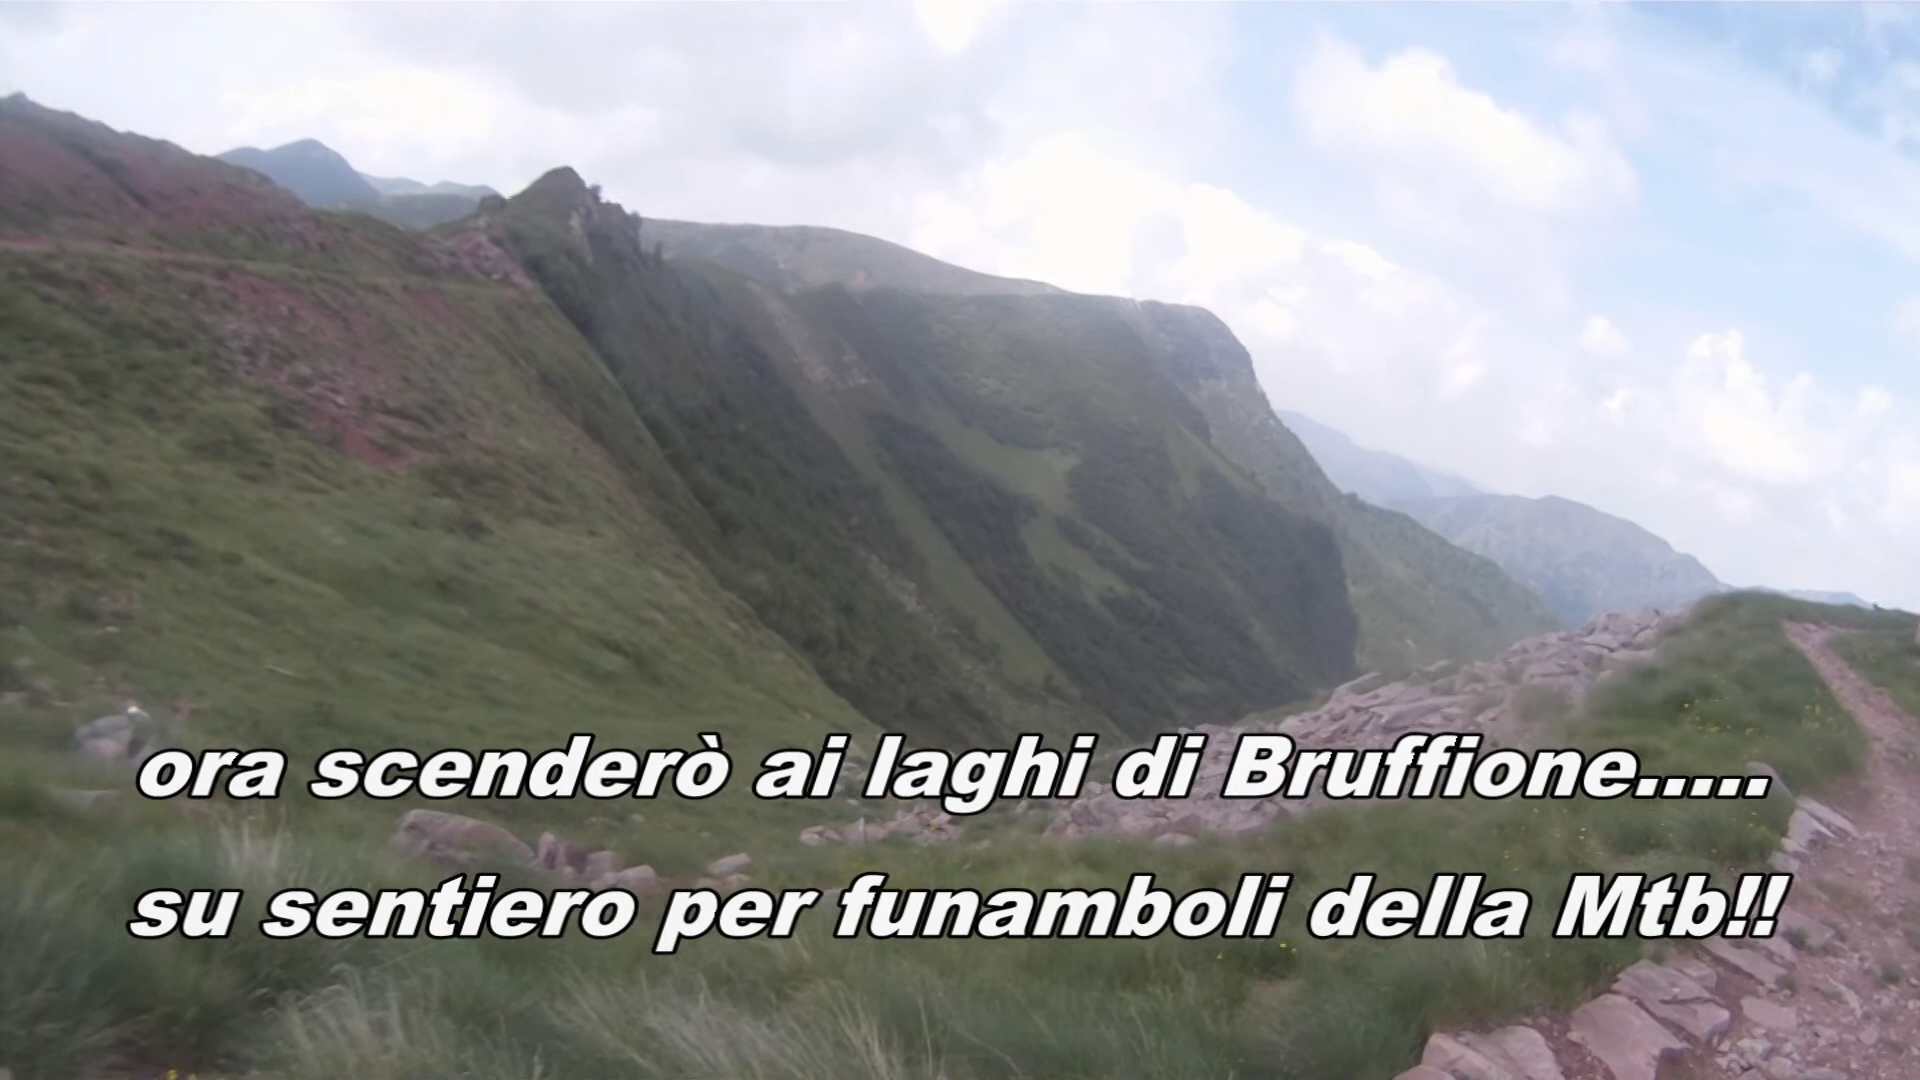 ora scenderò ai laghi di Bruffione.....
su sentiero per funamboli della Mtb!!